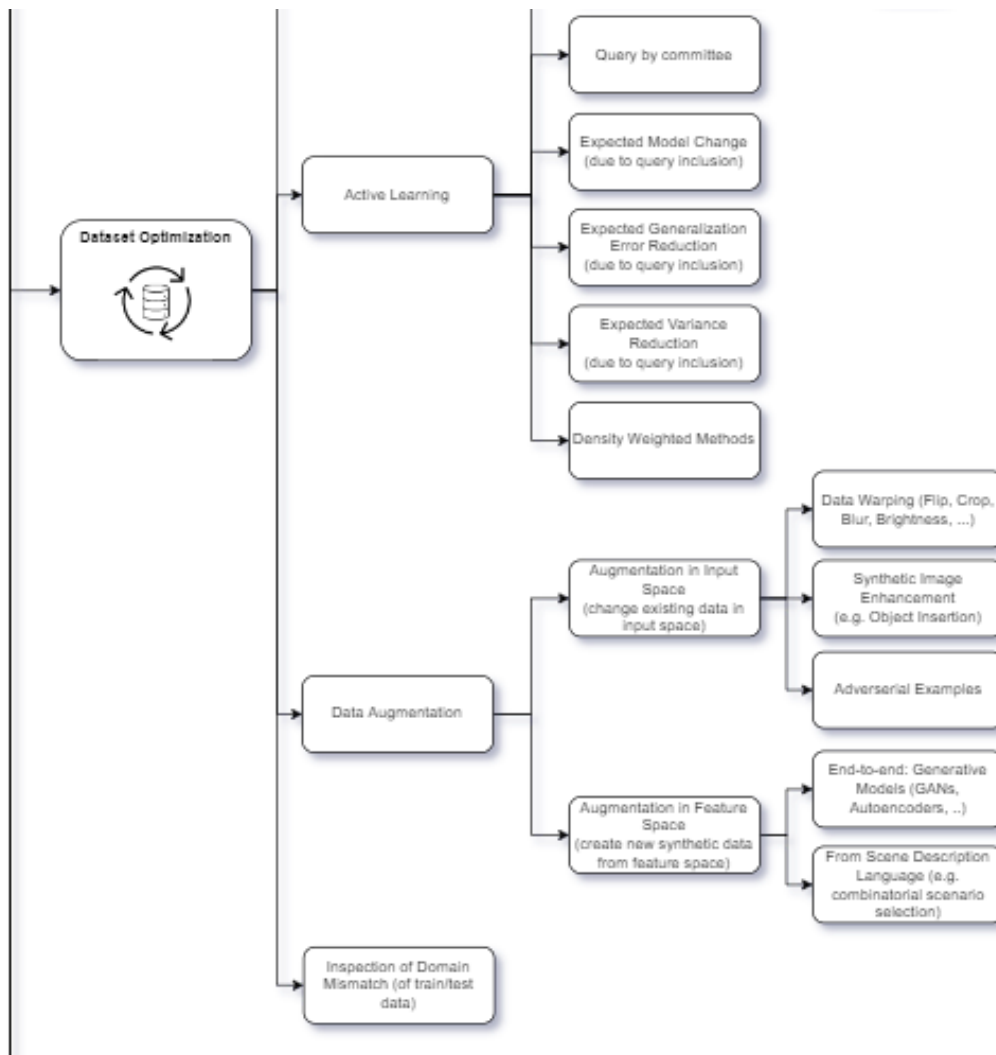 Query by committee
Expected Model Change
(due to query inclusion)
Active Learning
Dataset Optimization
Expected Generalization
Error Reduction
(due to query inclusion)
Expected Variance
Reduction
(due to query inclusion)
Density Weighted Methods
Data Warping (Flip, Crop,
Blur, Brightness, ...)
Augmentation in Input
Space
(change existing data in
input space)
Synthetic Image
Enhancement
(e.g. Object Insertion)
Adverserial Examples
Data Augmentation
End-to-end: Generative
Models (GANs,
Autoencoders, ..)
Augmentation in Feature
Space
(create new synthetic data
from feature space)
From Scene Description
Language (e.g.
combinatorial scenario
selection)
Inspection of Domain
Mismatch (of train/test
data)